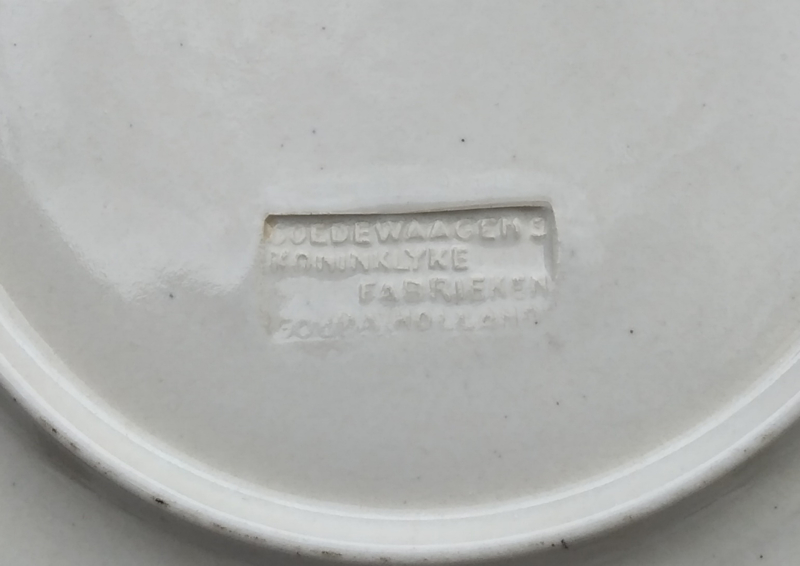 GOEDEWAAGEN'S
KONINKLYKE
FABRIEKEN
GOUDA HOLLAND